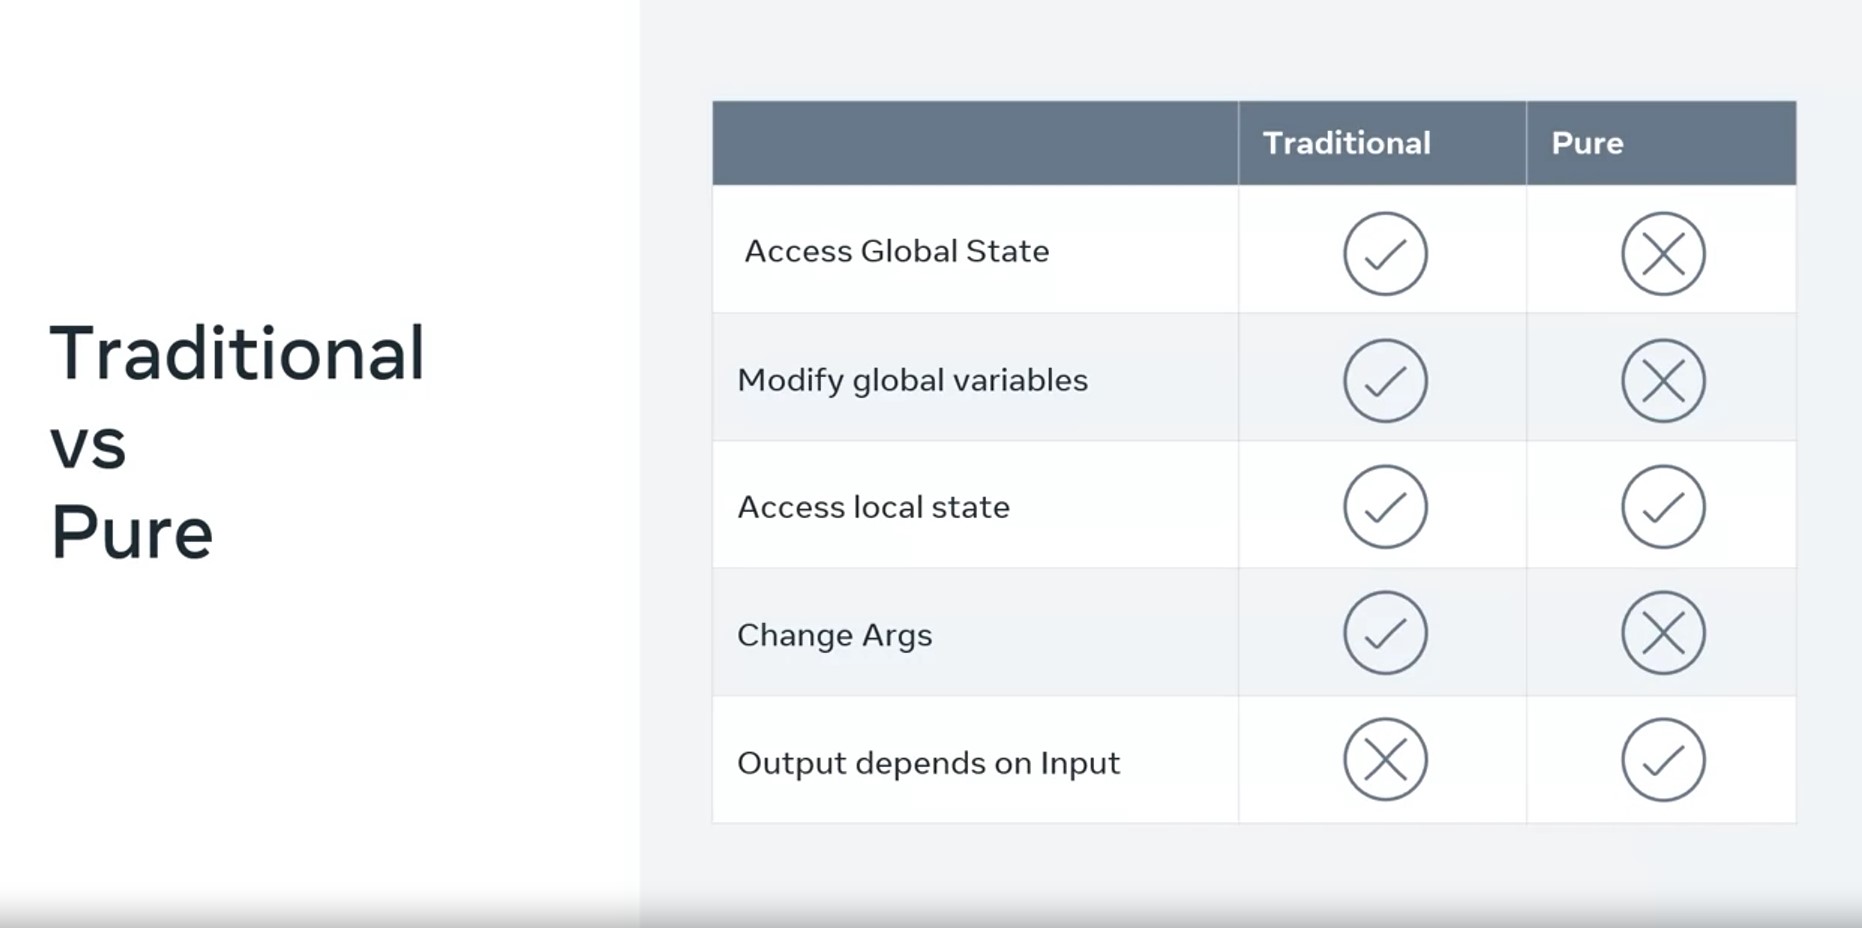 Traditional
vs
Pure
Traditional Pure
Access Global State
Modify global variables
Access local state
Change Args
Output depends on Input